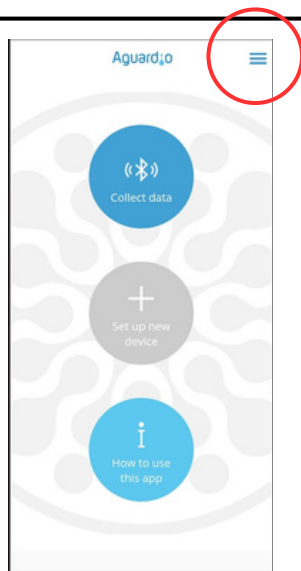 Aguardio
Collect data
Set up new
device
How to use
this app